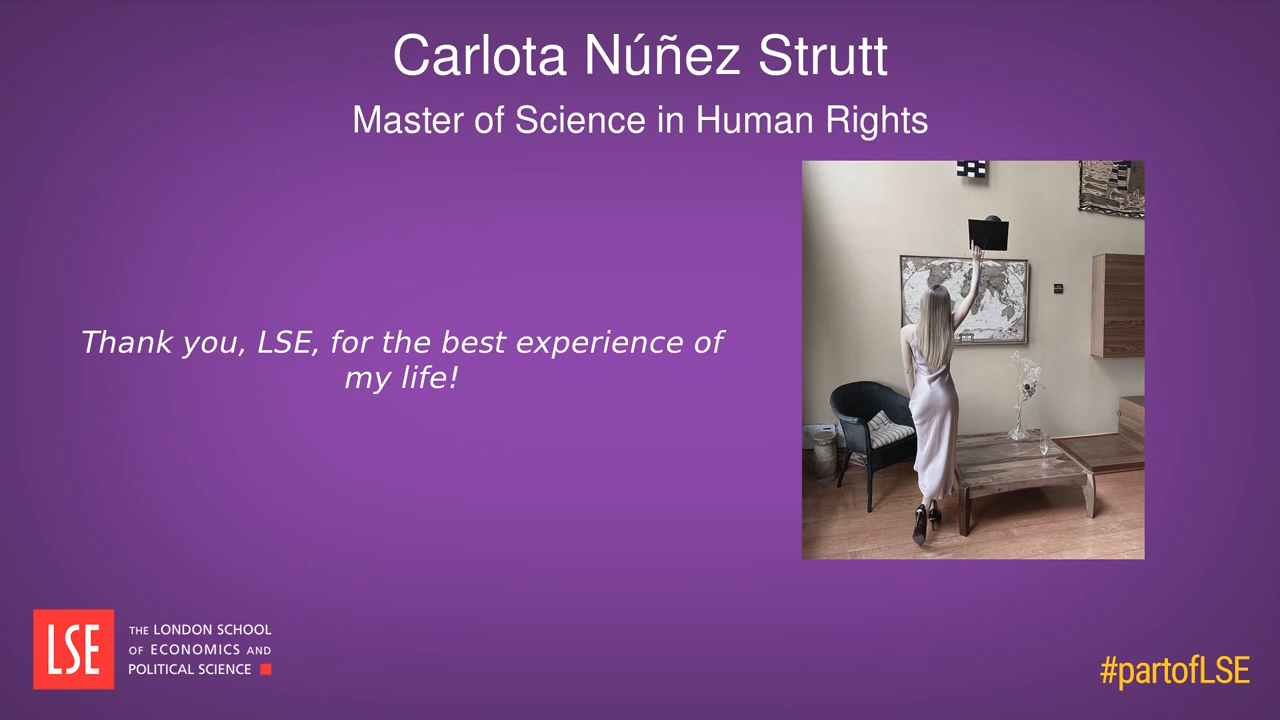 Carlota Núñez Strutt
Master of Science in Human Rights
Thank you, LSE, for the best experience of
my life!
LSE
THE LONDON SCHOOL
OF ECONOMICS AND
POLITICAL SCIENCE
#partofLSE